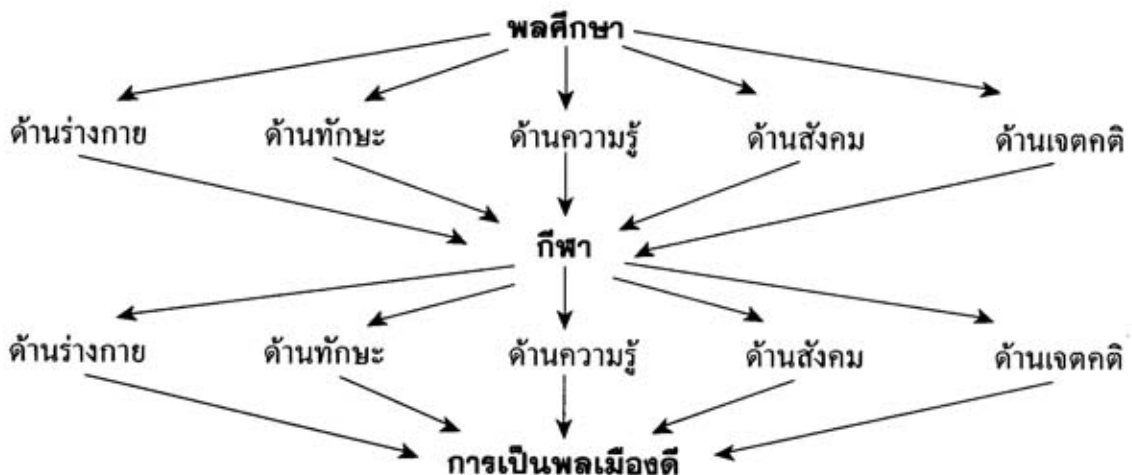 พลศึกษา
ด้านร่างกาย ด้านทักษะ ด้านความรู้ ด้านสังคม ด้านเจตคติ
กีฬา
ด้านร่างกาย ด้านทักษะ ด้านความรู้ ด้านสังคม ด้านเจตคติ
การเป็นพลเมืองดี